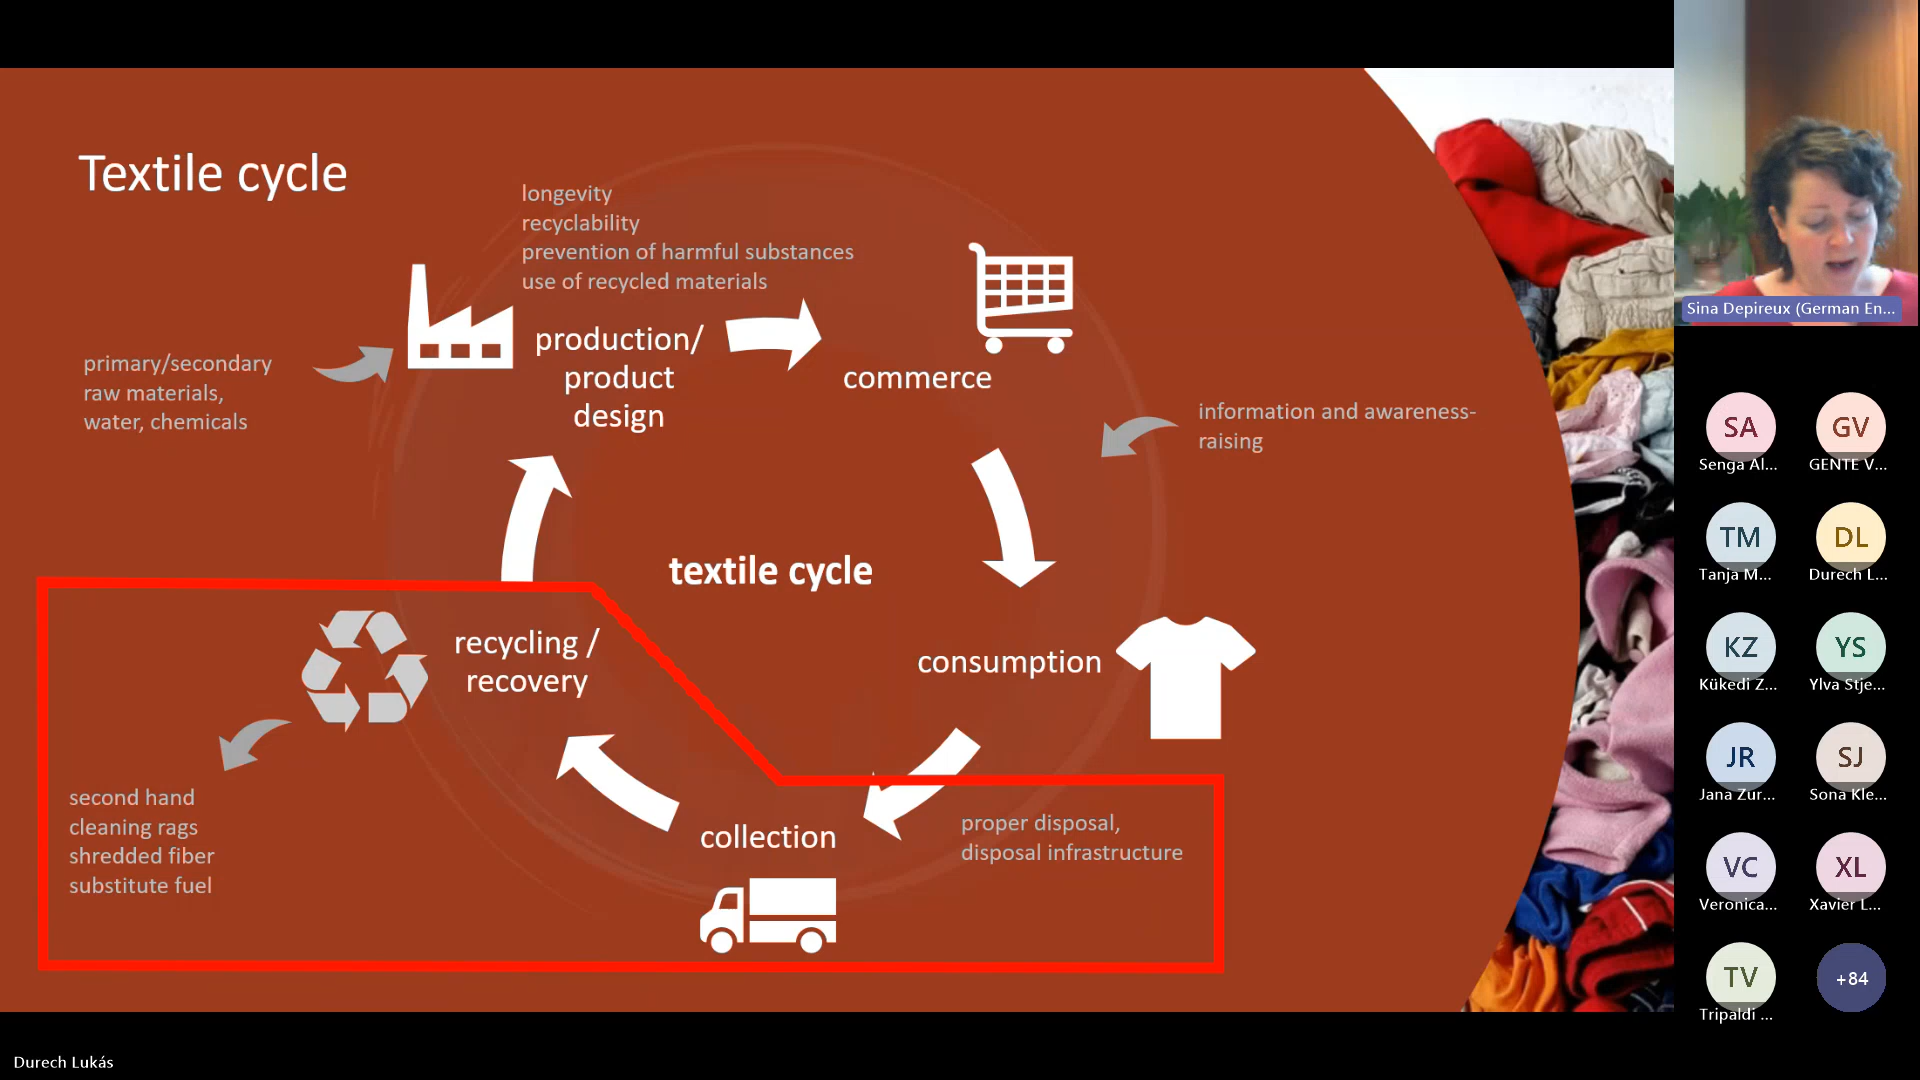 Textile cycle
longevity
recyclability
prevention of harmful substances
use of recycled materials
production/
product
design
commerce
primary/secondary
raw materials,
water, chemicals
information and awareness-
raising
textile cycle
recycling /
recovery
consumption
second hand
cleaning rags
shredded fiber
substitute fuel
collection
proper disposal,
disposal infrastructure
Sina Depireux (German En...
SA
Senga Al...
GV
GENTE V...
TM
Tanja M...
DL
Durech L...
KZ
Kükedi Z...
YS
Ylva Stje...
JR
Jana Zur...
SJ
Sona Kle...
VC
Veronica...
XL
Xavier L...
TV
Tripaldi ...
+84
Durech Lukás